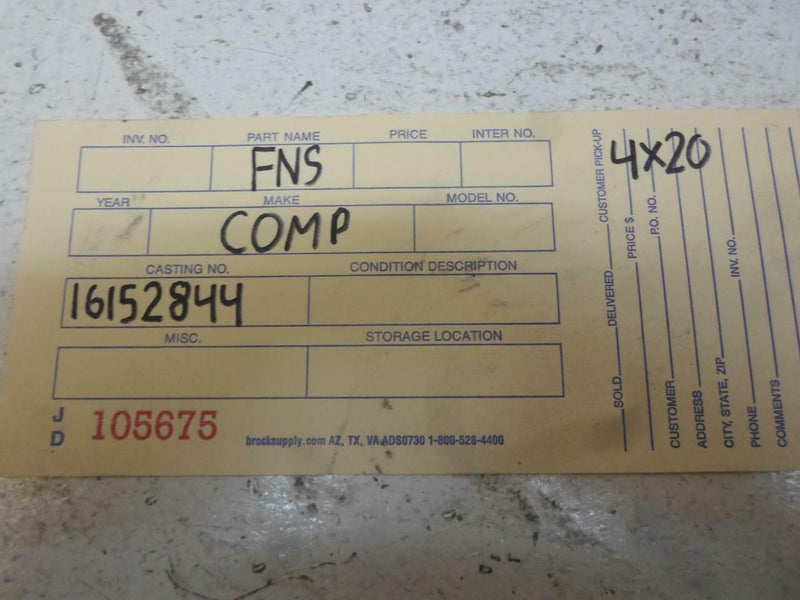 INV. NO. PART NAME PRICE INTER NO.
FNS
YEAR MAKE MODEL NO.
COMP
CASTING NO. CONDITION DESCRIPTION
16152844
MISC. STORAGE LOCATION
J
D
105675
brocksupply.com AZ, TX, VA ADS0730 1-800-528-4400
4x20
SOLD DELIVERED CUSTOMER PICK-UP
PRICE $
P.O. NO.
CUSTOMER
ADDRESS
CITY, STATE, ZIP INV. NO.
PHONE
COMMENTS